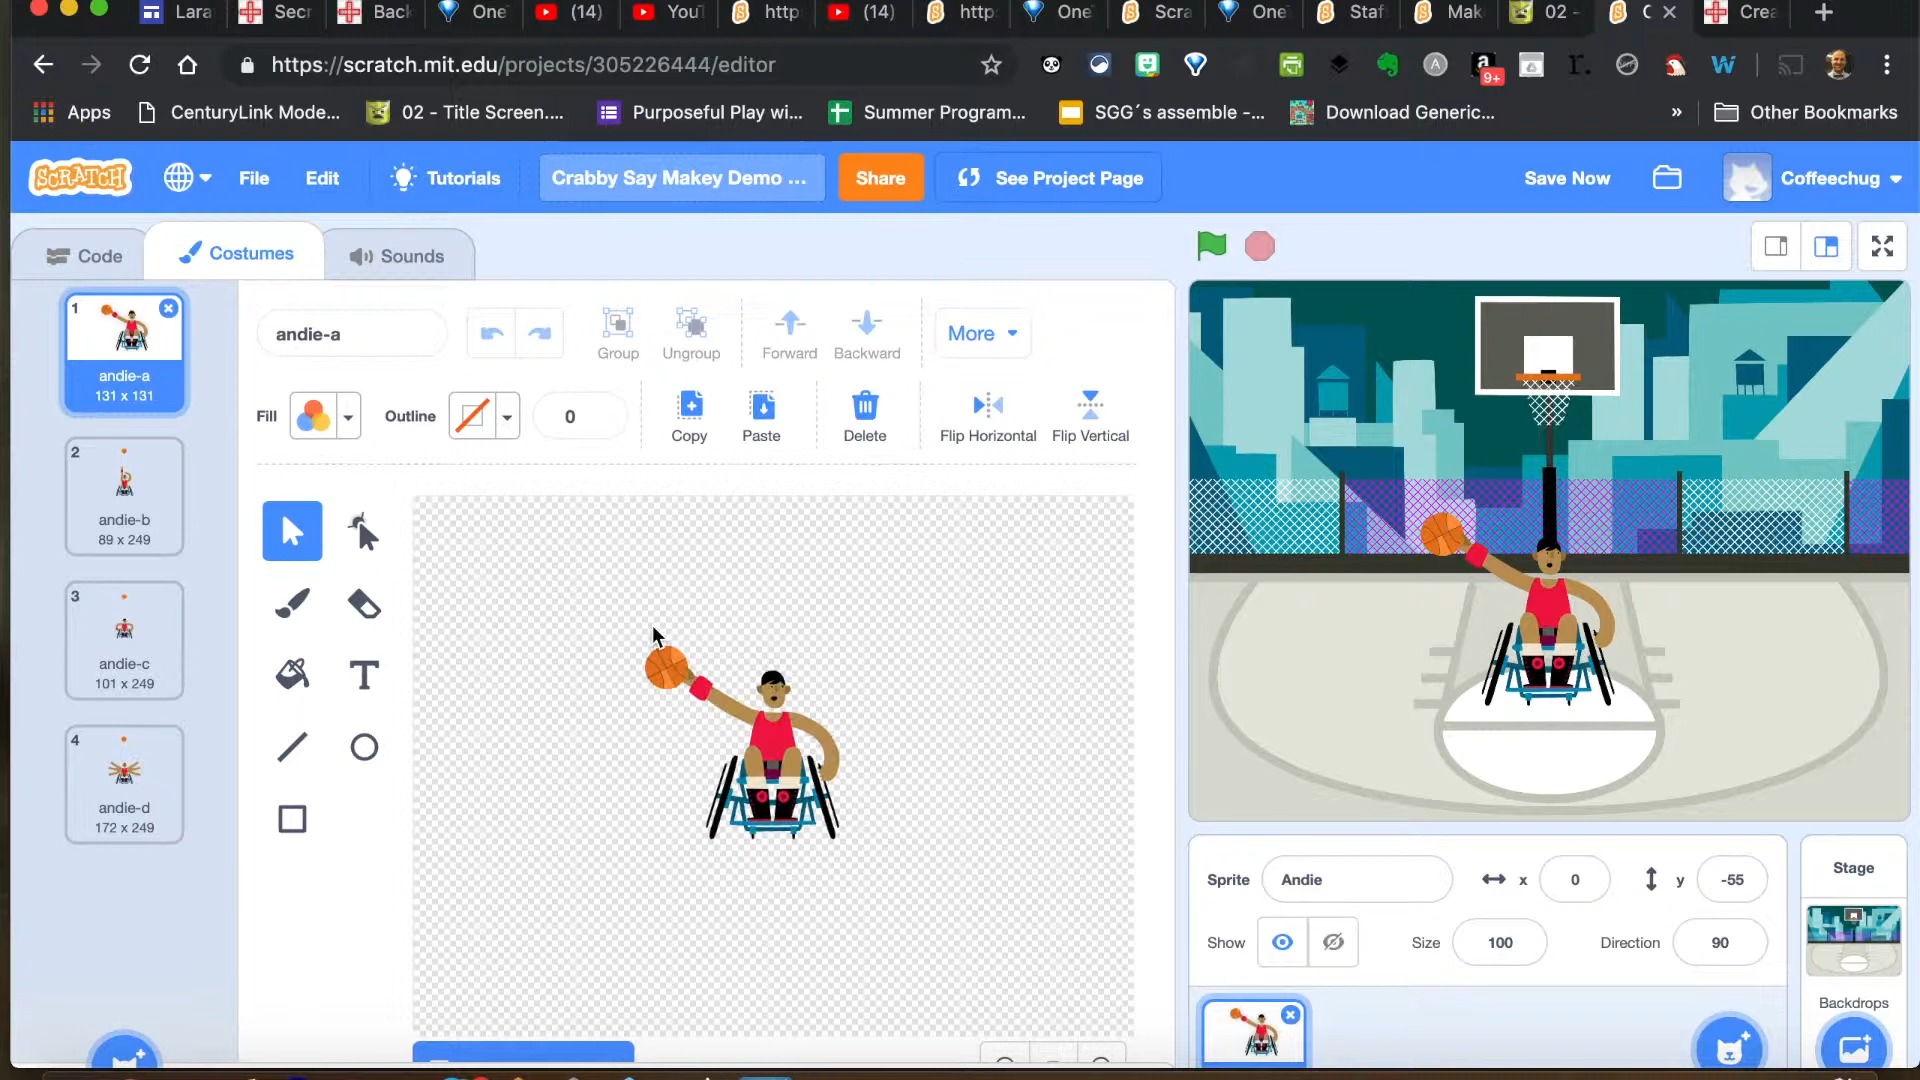 Lara
Secr
Back
One
(14)
YouT
http
(14)
http
One
Scra
One
Staf
Mak
02 -
Crea
https://scratch.mit.edu/projects/305226444/editor
9+
Apps
CenturyLink Mode...
02 - Title Screen....
Purposeful Play wi...
Summer Program...
SGG´s assemble -...
Download Generic...
»
Other Bookmarks
SCRATCH
File
Edit
Tutorials
Crabby Say Makey Demo ...
Share
See Project Page
Save Now
Coffeechug
Code
Costumes
Sounds
1
andie-a
131 x 131
2
andie-b
89 x 249
3
andie-c
101 x 249
4
andie-d
172 x 249
andie-a
Group
Ungroup
Forward
Backward
More
Fill
Outline
0
Copy
Paste
Delete
Flip Horizontal
Flip Vertical
T
Sprite
Andie
x
0
y
-55
Show
Size
100
Direction
90
Stage
Backdrops